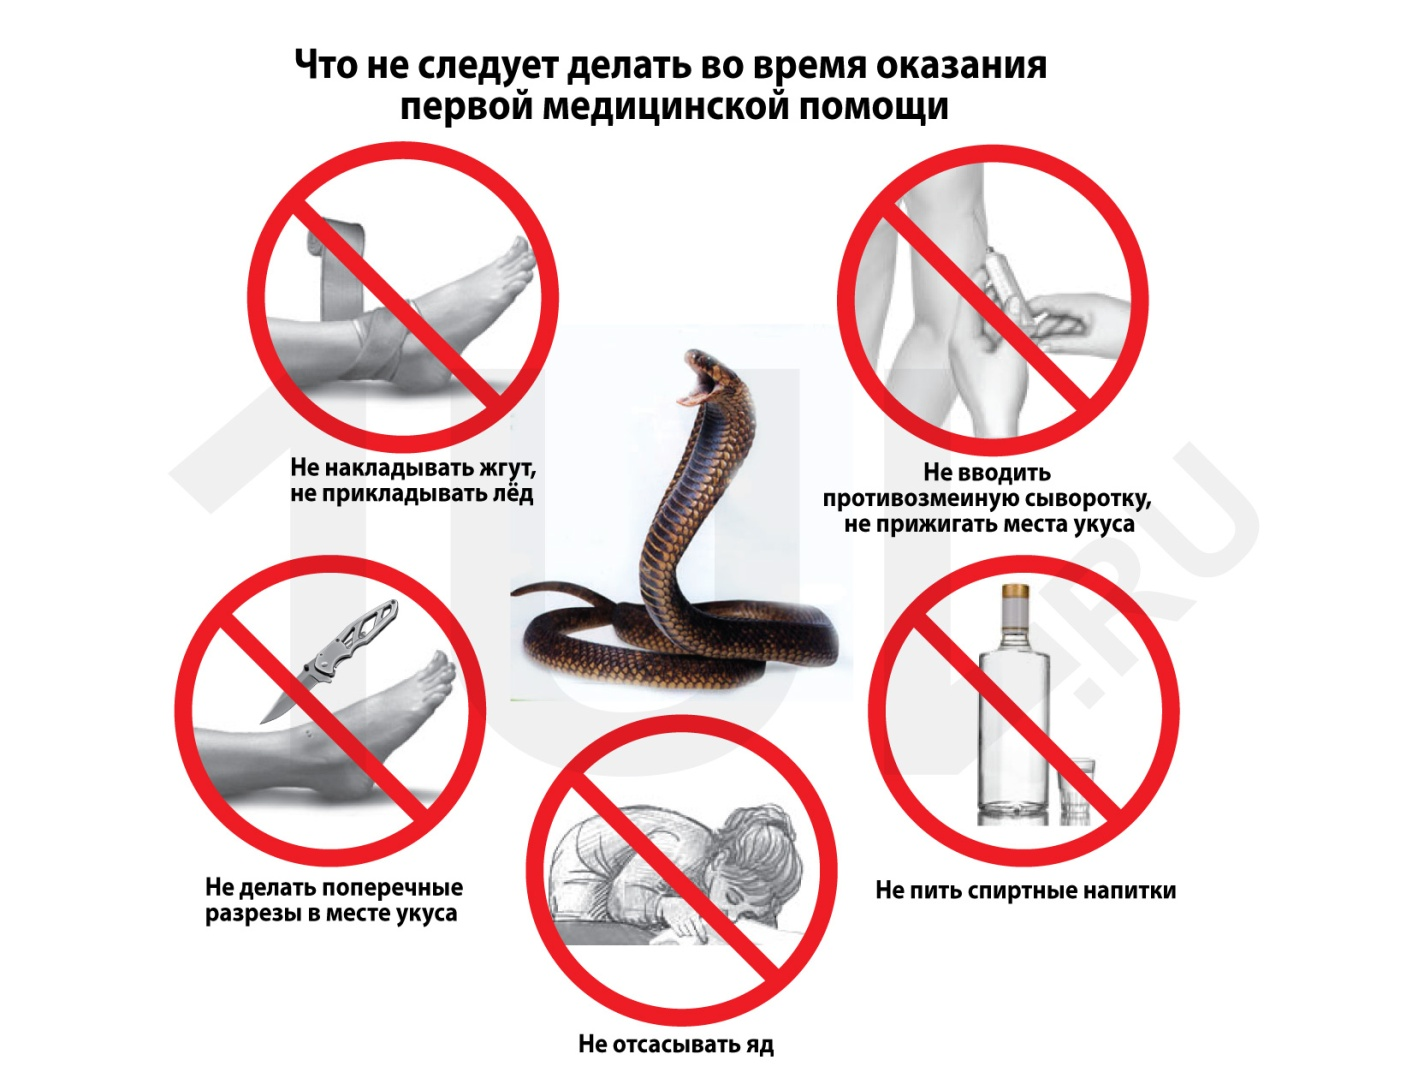 Что не следует делать во время оказания
первой медицинской помощи
Не накладывать жгут,
не прикладывать лёд
Не вводить
противозмеиную сыворотку,
не прижигать места укуса
Не делать поперечные
разрезы в месте укуса
Не пить спиртные напитки
Не отсасывать яд
.RU